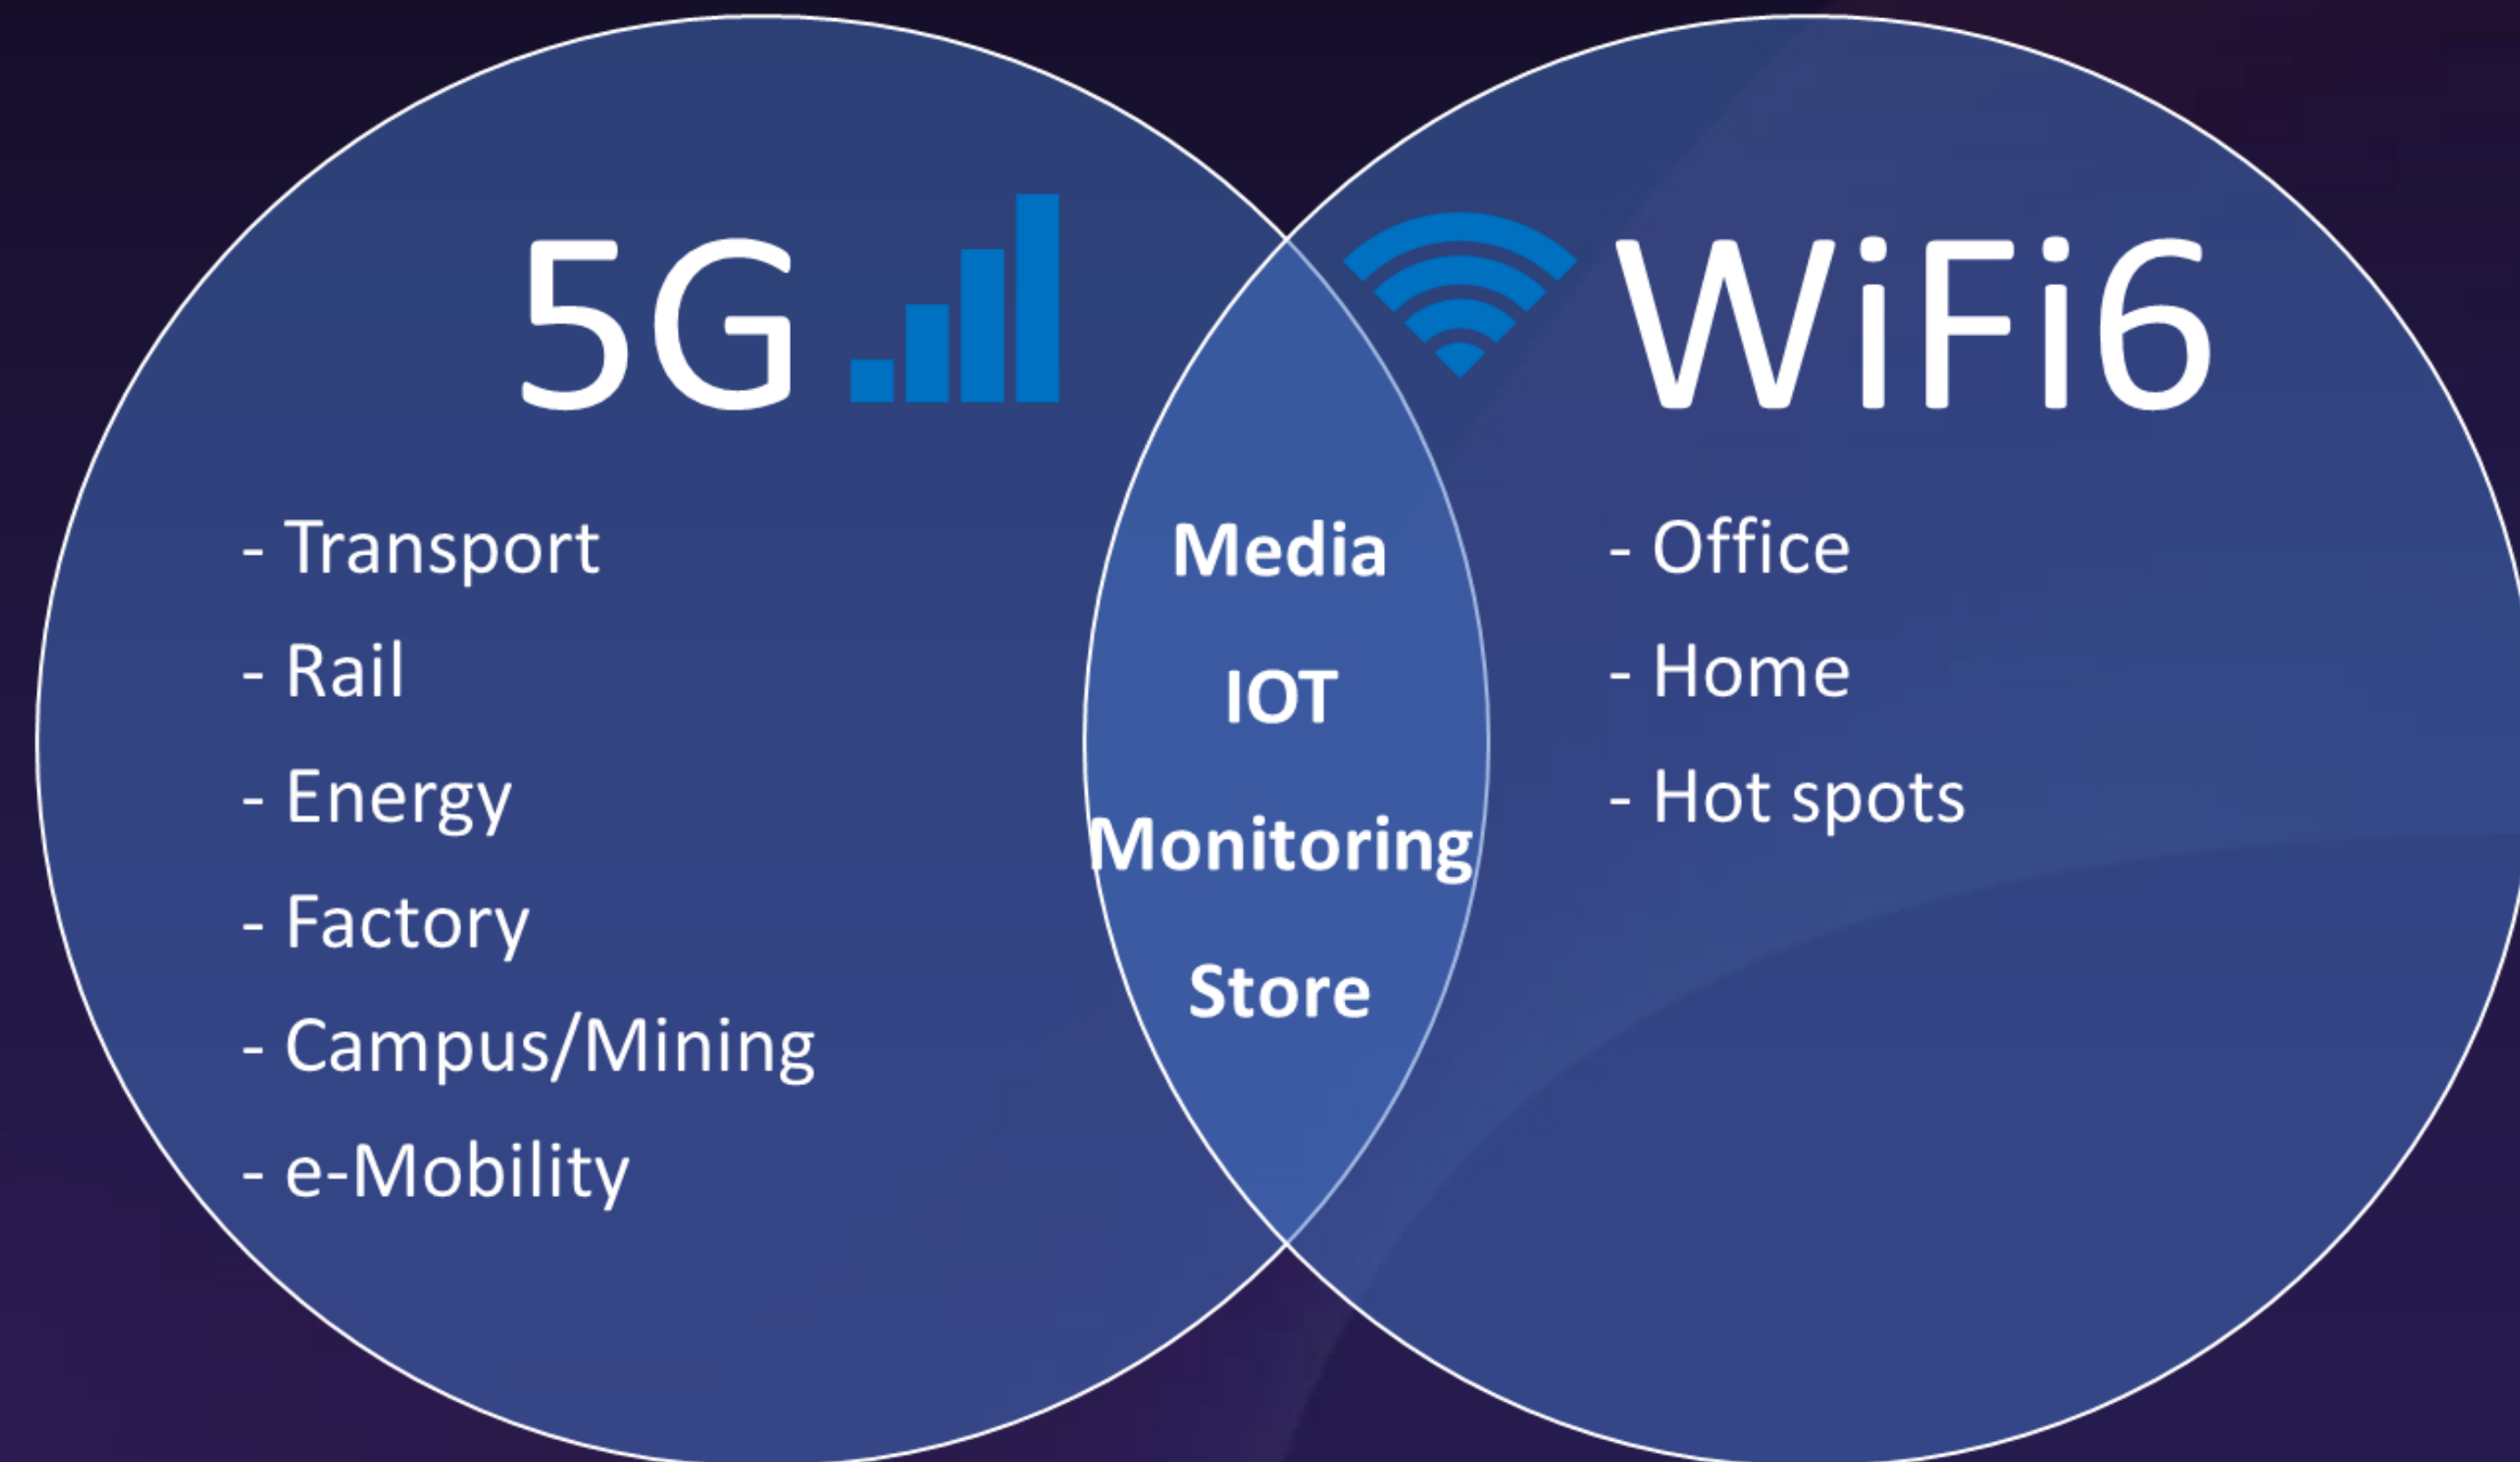 5G
- Transport
- Rail
- Energy
- Factory
- Campus/Mining
- e-Mobility
Media
IOT
Monitoring
Store
WiFi6
- Office
- Home
- Hot spots